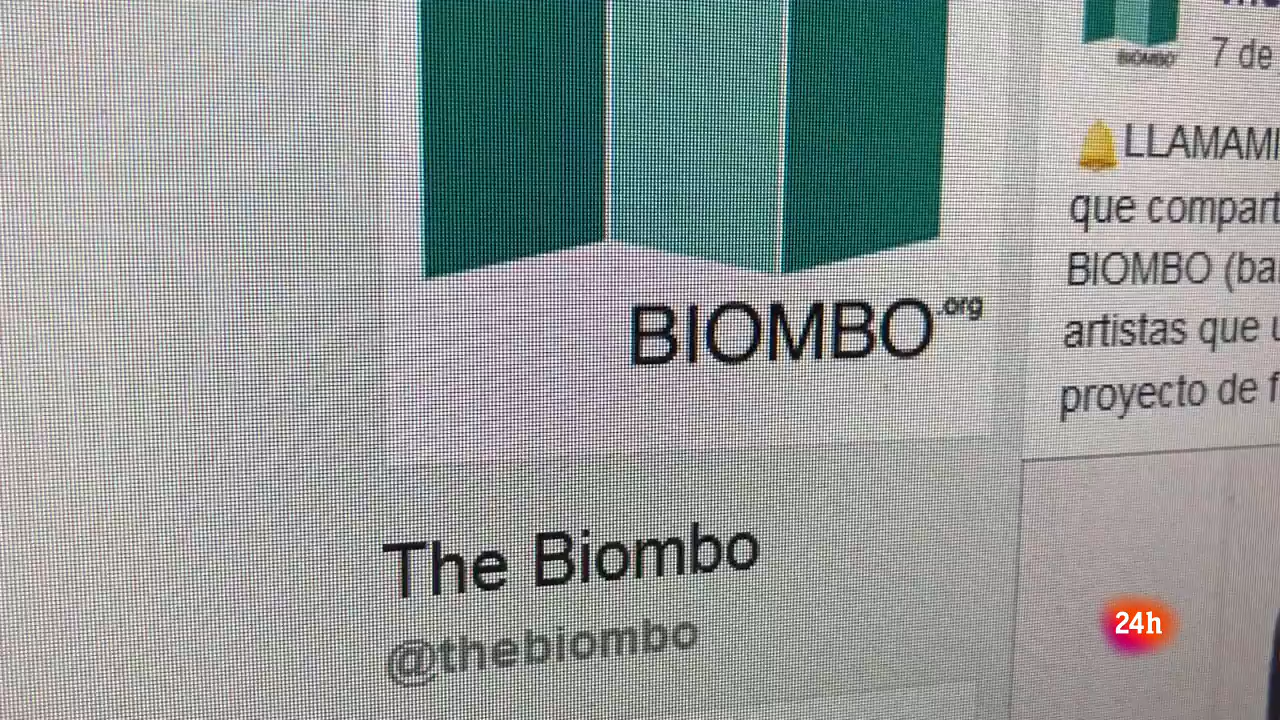 BIOMBO.org
The Biombo
@thebiombo
BIOMBO
7 de
🔔LLAMAMI
que compart
BIOMBO (ba
artistas que
proyecto de f
24h